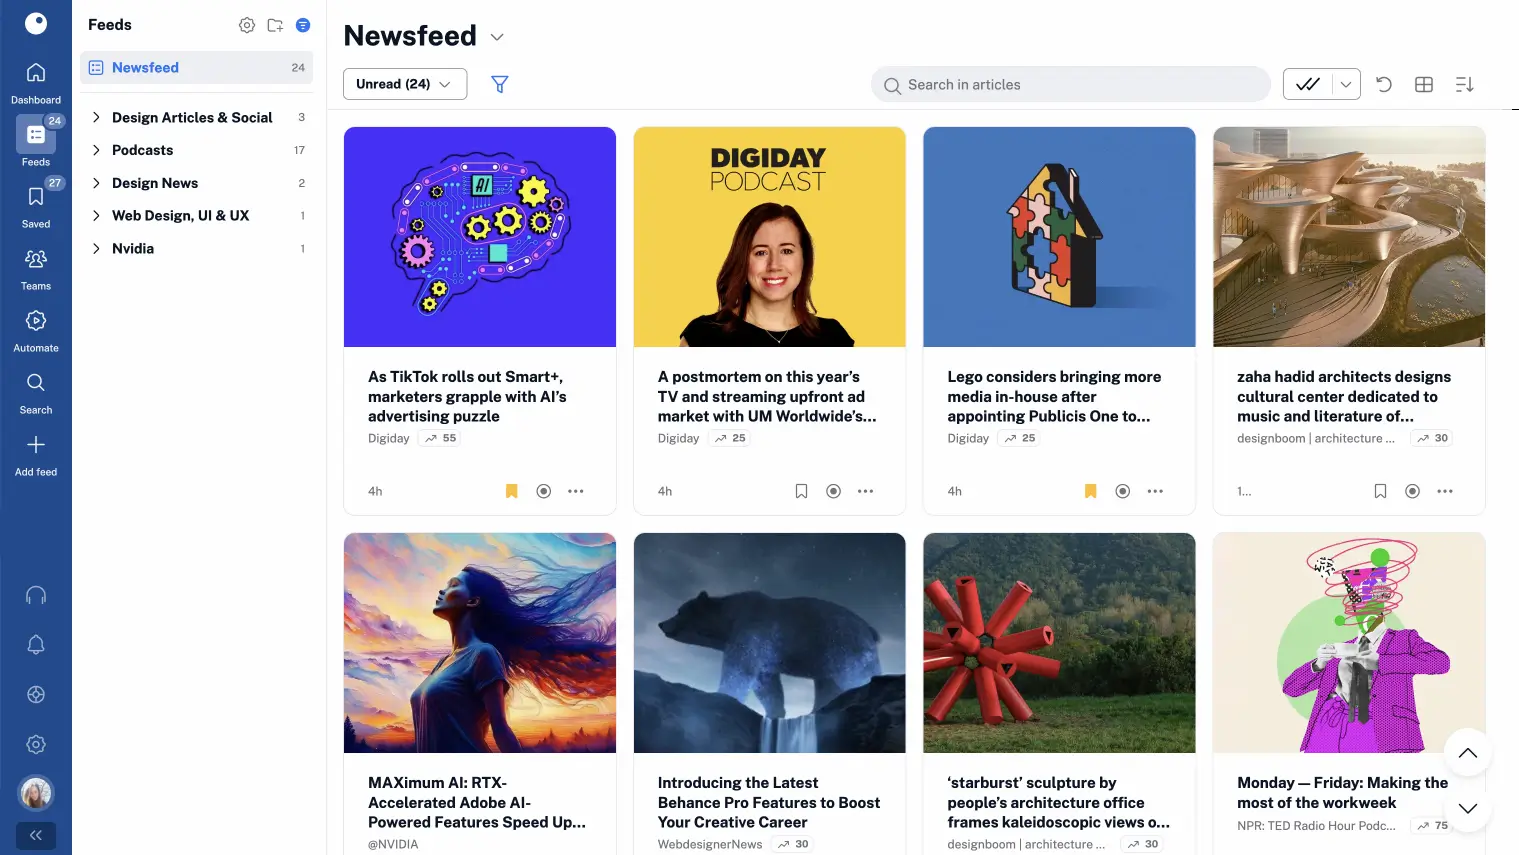 Feeds
Newsfeed 24
Design Articles & Social 3
Podcasts 17
Design News 2
Web Design, UI & UX 1
Nvidia 1
Dashboard
24
Feeds
27
Saved
Teams
Automate
Search
Add feed
Newsfeed
Unread (24)
Search in articles
AI
As TikTok rolls out Smart+,
marketers grapple with AI’s
advertising puzzle
Digiday 55
4h
DIGIDAY
PODCAST
A postmortem on this year’s
TV and streaming upfront ad
market with UM Worldwide’s...
Digiday 25
4h
Lego considers bringing more
media in-house after
appointing Publicis One to...
Digiday 25
4h
zaha hadid architects designs
cultural center dedicated to
music and literature of...
designboom | architecture ... 30
1...
MAXimum AI: RTX-
Accelerated Adobe AI-
Powered Features Speed Up...
@NVIDIA
Introducing the Latest
Behance Pro Features to Boost
Your Creative Career
WebdesignerNews 30
‘starburst’ sculpture by
people’s architecture office
frames kaleidoscopic views o...
designboom | architecture ... 30
Monday — Friday: Making the
most of the workweek
NPR: TED Radio Hour Podc... 75